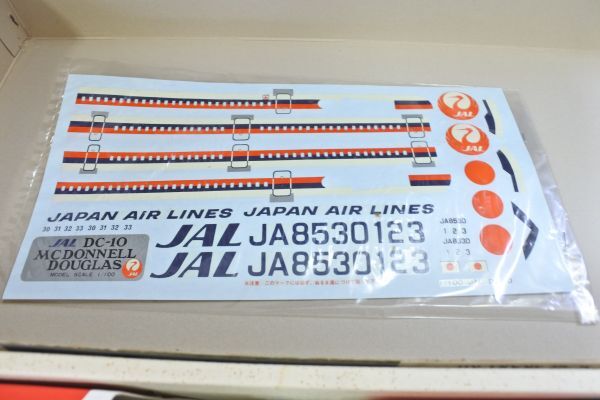 JAL
JAL
JAPAN AIR LINES JAPAN AIR LINES
30 31 32 33 30 31 32 33
JAL JA8530123
JAL JA8530123
JA8530
1 2 3
JA8530
1 2 3
JAL DC-10
MCDONNELL
DOUGLAS
MODEL SCALE 1:100